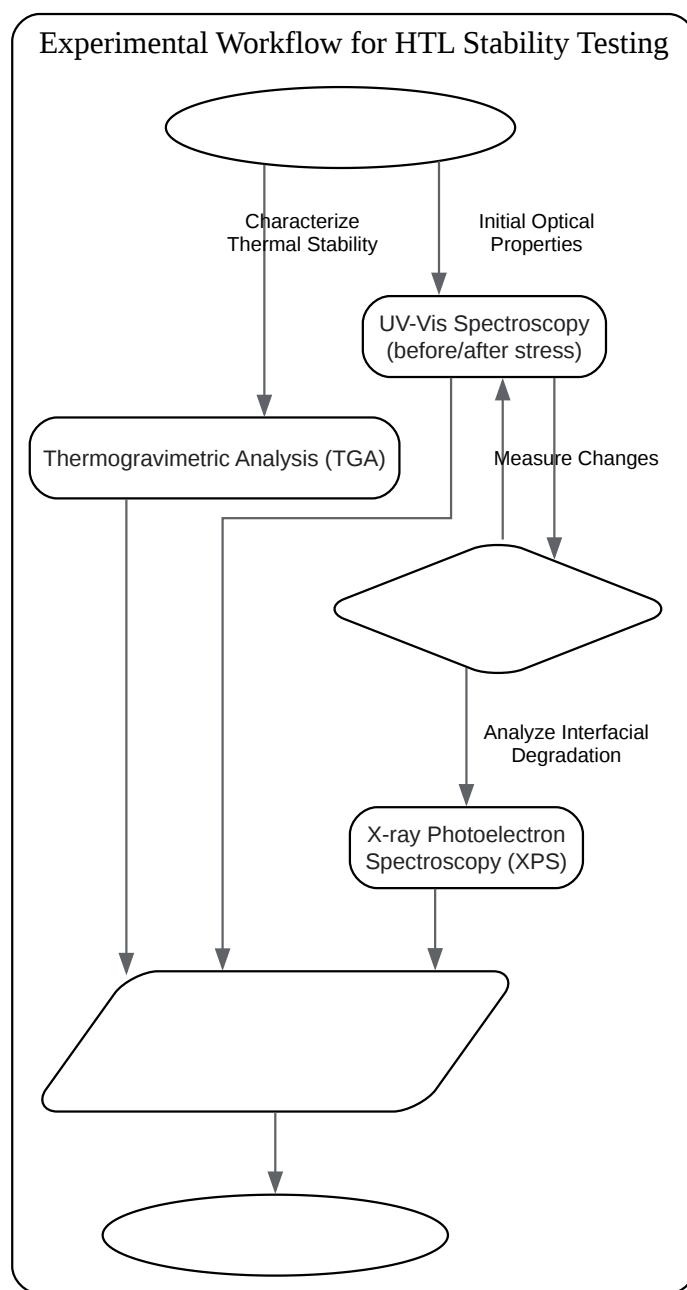 Experimental Workflow for HTL Stability Testing
Characterize
Thermal Stability
Initial Optical
Properties
UV-Vis Spectroscopy
(before/after stress)
Thermogravimetric Analysis (TGA)
Measure Changes
Analyze Interfacial
Degradation
X-ray Photoelectron
Spectroscopy (XPS)